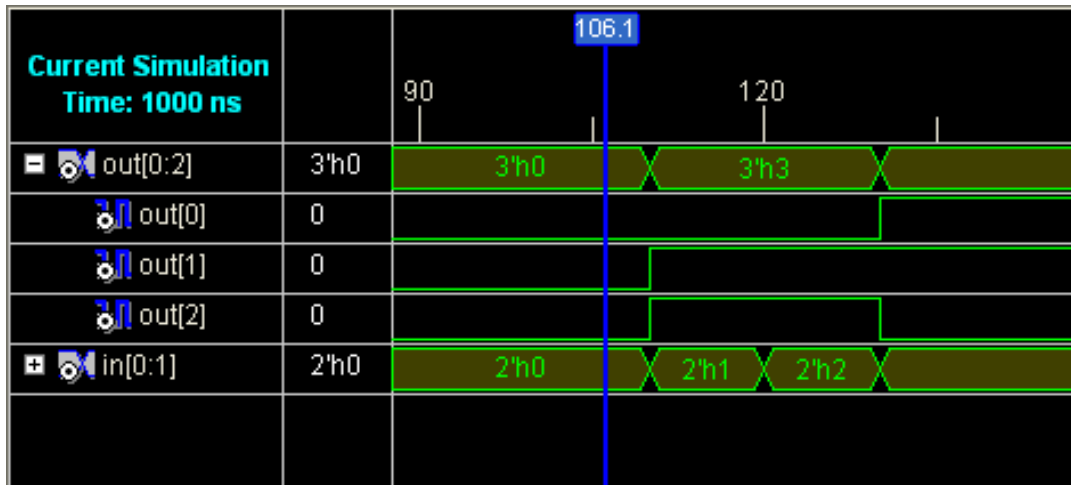 106.1
Current Simulation
Time: 1000 ns
90 120
out[0:2] 3'h0 3'h0 3'h3
out[0] 0
out[1] 0
out[2] 0
in[0:1] 2'h0 2'h0 2'h1 2'h2